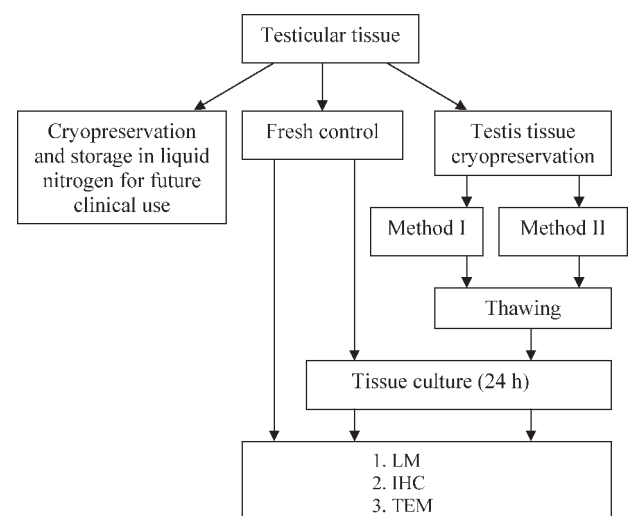 Testicular tissue
Cryopreservation
and storage in liquid
nitrogen for future
clinical use
Fresh control
Testis tissue
cryopreservation
Method I
Method II
Thawing
Tissue culture (24 h)
1. LM
2. IHC
3. TEM